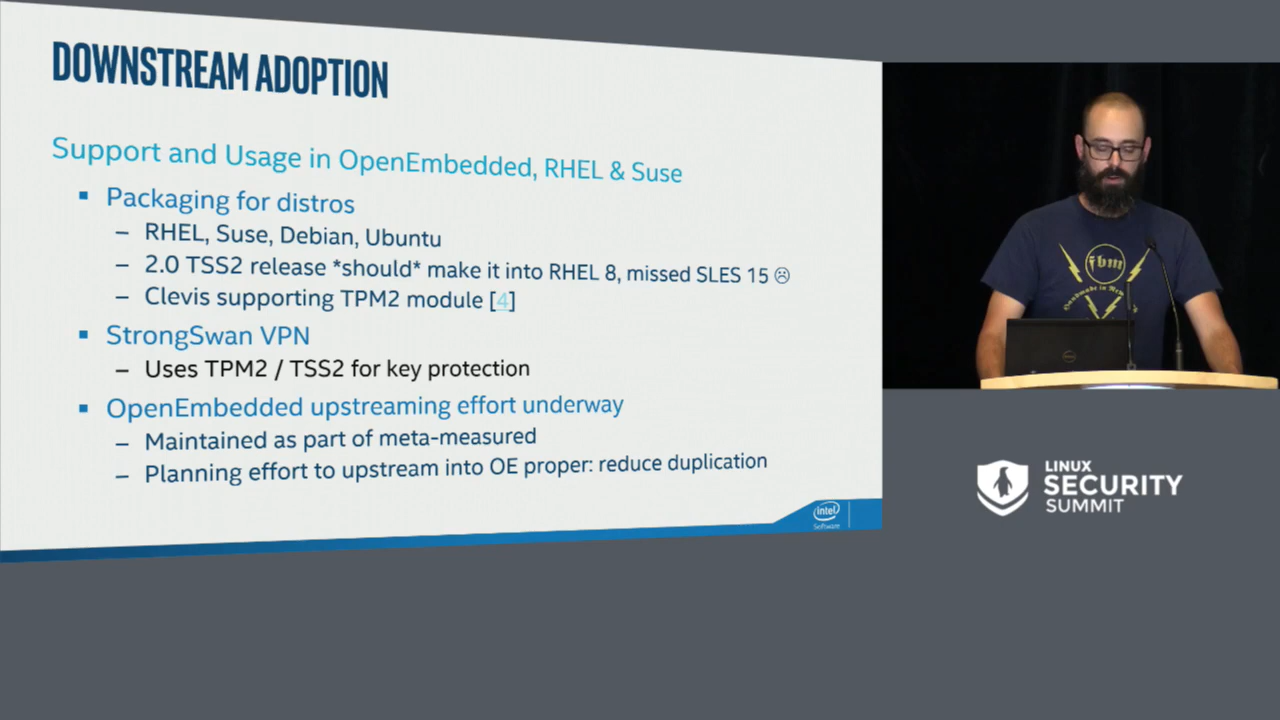 DOWNSTREAM ADOPTION
Support and Usage in OpenEmbedded, RHEL & Suse
▪ Packaging for distros
– RHEL, Suse, Debian, Ubuntu
– 2.0 TSS2 release *should* make it into RHEL 8, missed SLES 15 ☹
– Clevis supporting TPM2 module [4]
▪ StrongSwan VPN
– Uses TPM2 / TSS2 for key protection
▪ OpenEmbedded upstreaming effort underway
– Maintained as part of meta-measured
– Planning effort to upstream into OE proper: reduce duplication
intel
Software
fbm
Handmade in
LINUX
SECURITY
SUMMIT